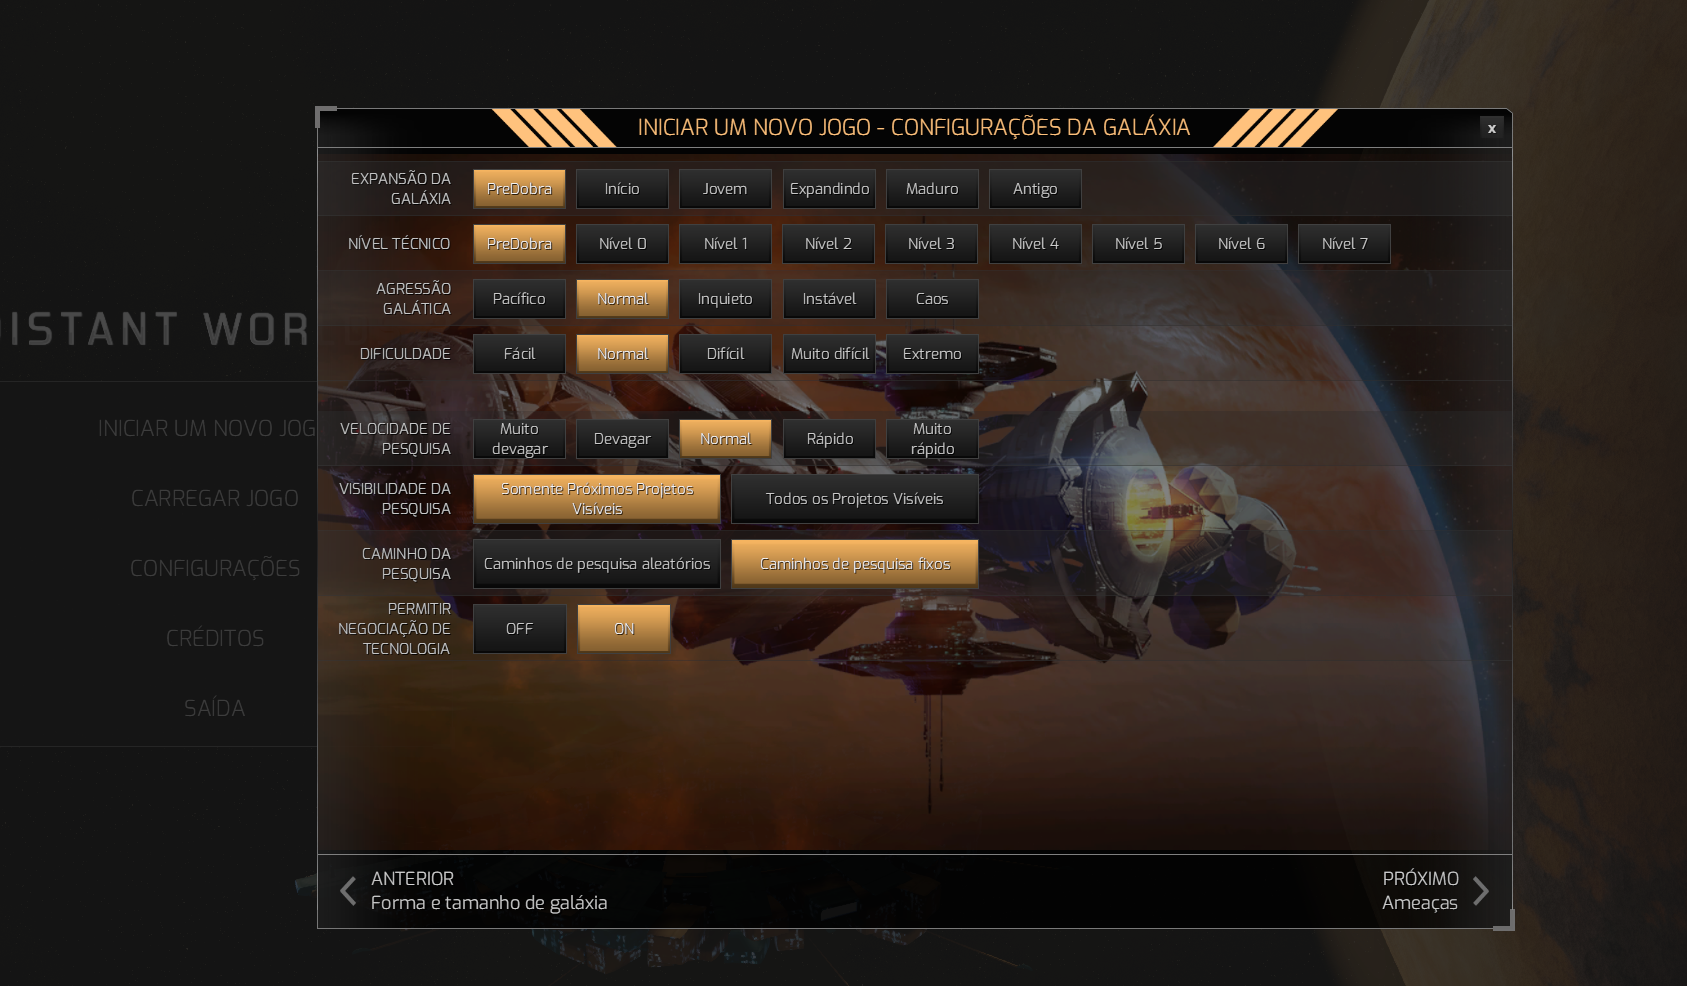 INICIAR UM NOVO JOGO - CONFIGURAÇÕES DA GALÁXIA
x
EXPANSÃO DA
GALÁXIA
PreDobra Início Jovem Expandindo Maduro Antigo
NÍVEL TÉCNICO PreDobra Nível 0 Nível 1 Nível 2 Nível 3 Nível 4 Nível 5 Nível 6 Nível 7
AGRESSÃO
GALÁTICA
Pacífico Normal Inquieto Instável Caos
DIFICULDADE Fácil Normal Difícil Muito difícil Extremo
VELOCIDADE DE
PESQUISA
Muito
devagar
Devagar Normal Rápido
Muito
rápido
VISIBILIDADE DA
PESQUISA
Somente Próximos Projetos
Visíveis
Todos os Projetos Visíveis
CAMINHO DA
PESQUISA
Caminhos de pesquisa aleatórios Caminhos de pesquisa fixos
PERMITIR
NEGOCIAÇÃO DE
TECNOLOGIA
OFF ON
ANTERIOR
Forma e tamanho de galáxia
PRÓXIMO
Ameaças
DISTANT WOR
INICIAR UM NOVO JOG
CARREGAR JOGO
CONFIGURAÇÕES
CRÉDITOS
SAÍDA